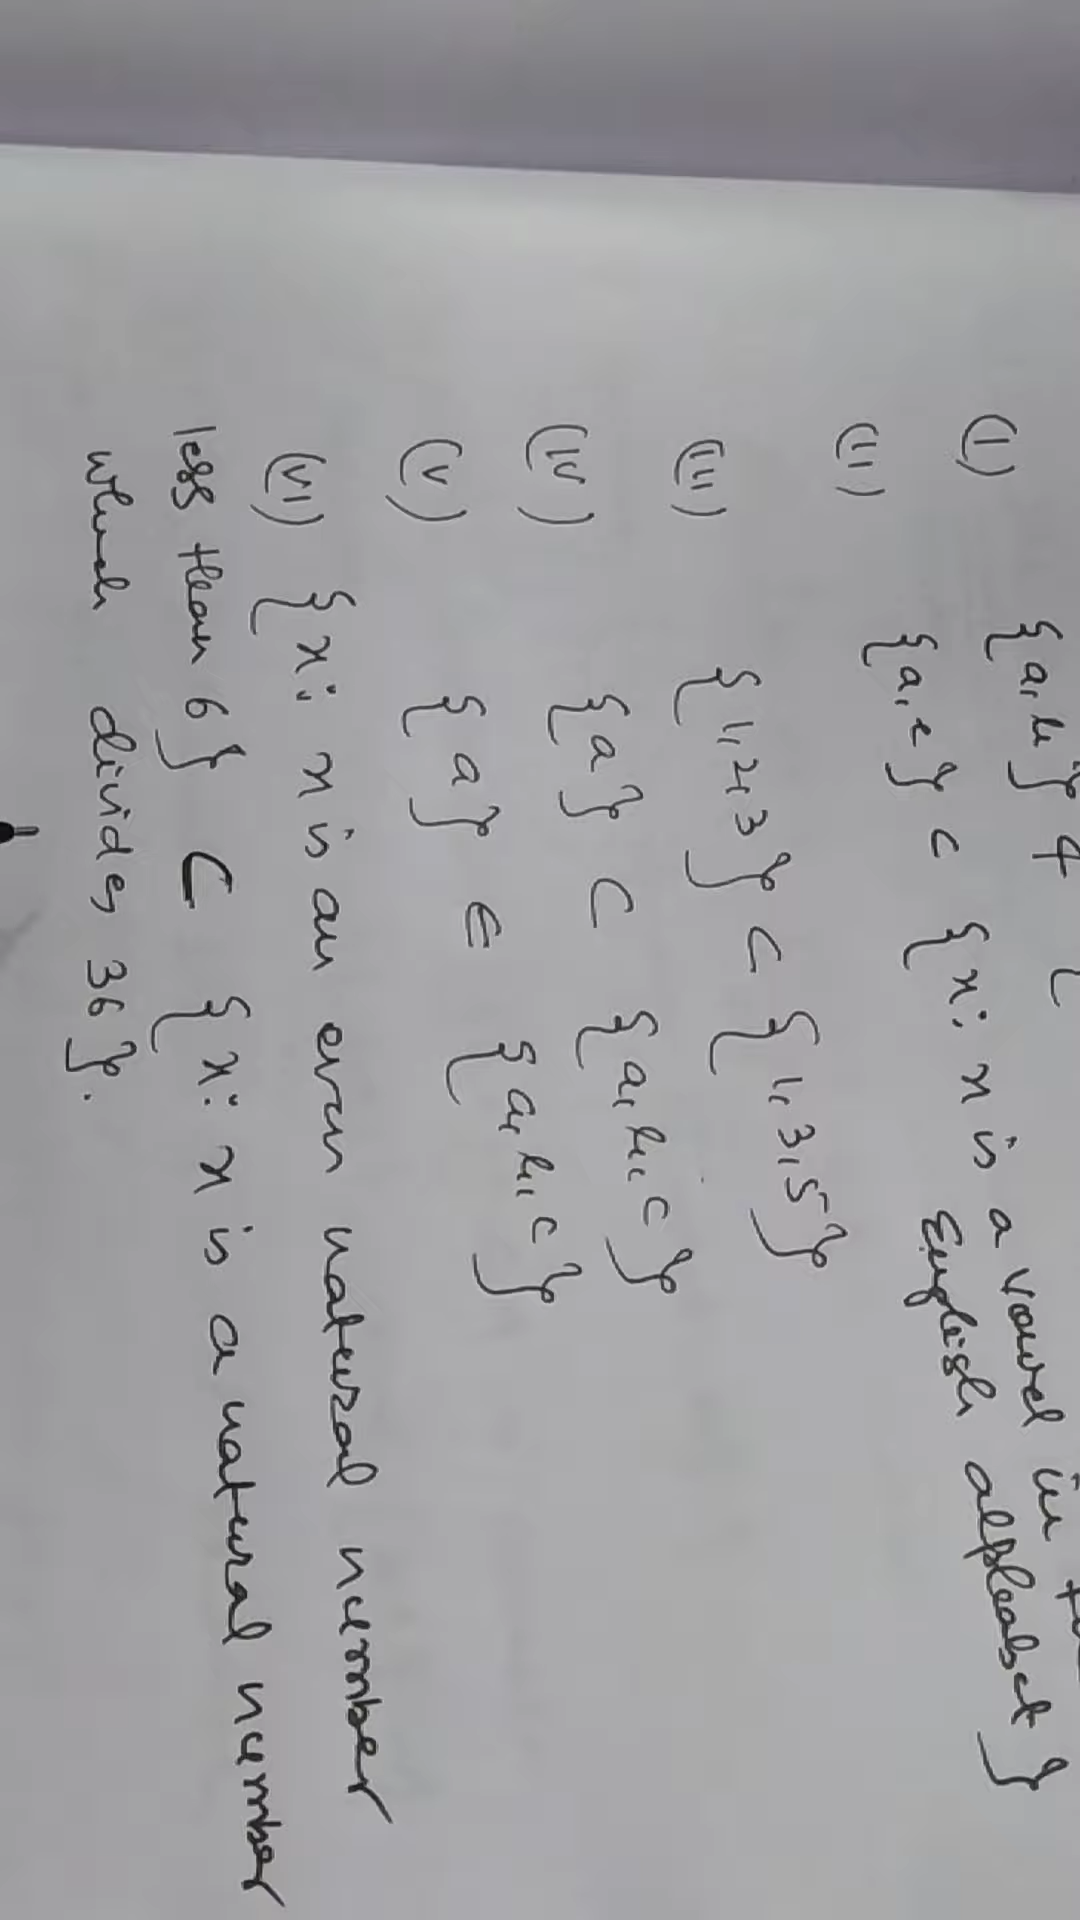 (I) {a, b} ⊄
(II) {a, e} ⊂ {x: x is a vowel in
English alphabet}
(III) {1, 2, 3} ⊂ {1, 3, 5}
(IV) {a} ⊂ {a, b, c}
(V) {a} ∈ {a, b, c}
(VI) {x: x is an even natural number
less than 6} ⊂ {x: x is a natural number
which divides 36}.